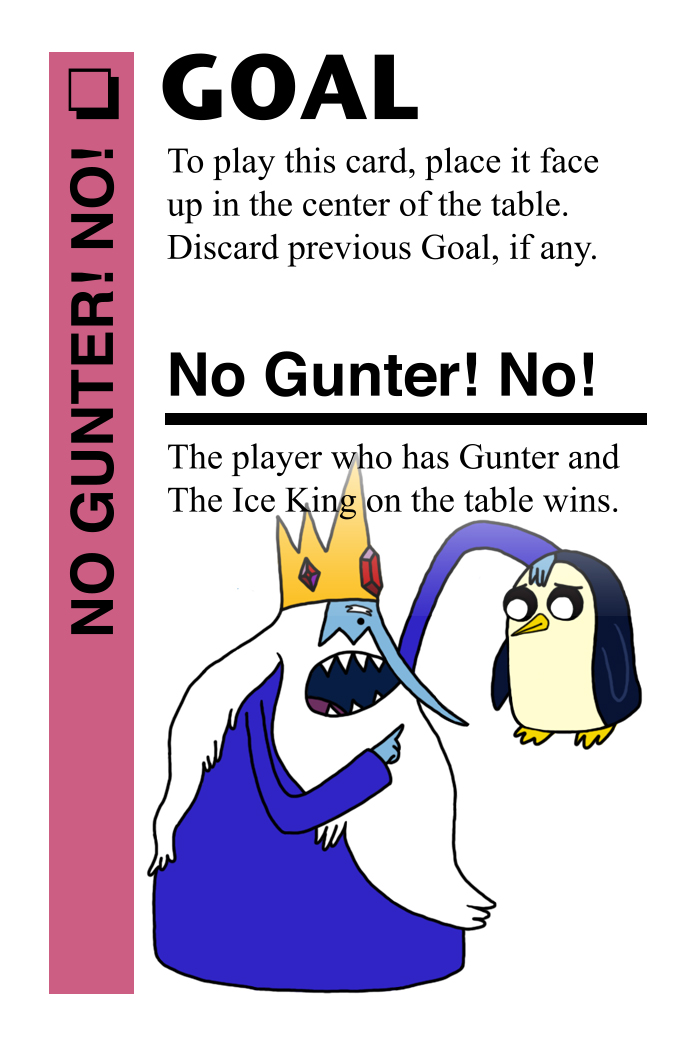 GOAL
To play this card, place it face
up in the center of the table.
Discard previous Goal, if any.
No Gunter! No!
The player who has Gunter and
The Ice King on the table wins.
NO GUNTER! NO!